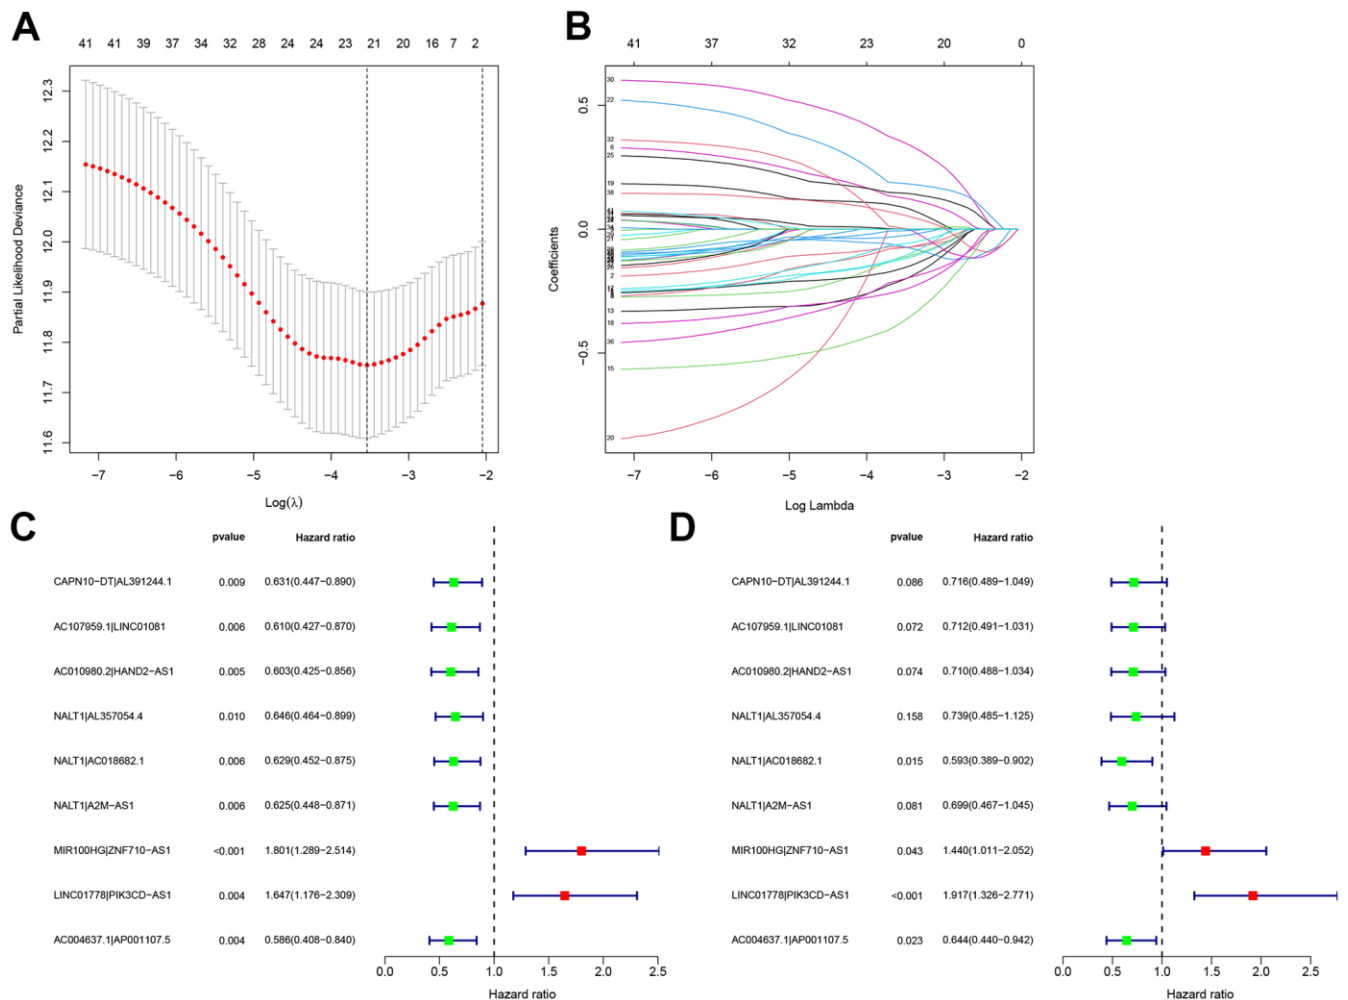 A
41 41 39 37 34 32 28 24 24 23 21 20 16 7 2
12.3
12.2
12.1
12.0
11.9
11.8
11.7
11.6
Partial Likelihood Deviance
−7 −6 −5 −4 −3 −2
Log(λ)
B
41 37 32 23 20 0
0.5
0.0
−0.5
Coefficients
30
22
32
6
25
19
38
2
13
18
36
15
20
−7 −6 −5 −4 −3 −2
Log Lambda
C
pvalue Hazard ratio
CAPN10−DT|AL391244.1 0.009 0.631(0.447−0.890)
AC107959.1|LINC01081 0.006 0.610(0.427−0.870)
AC010980.2|HAND2−AS1 0.005 0.603(0.425−0.856)
NALT1|AL357054.4 0.010 0.646(0.464−0.899)
NALT1|AC018682.1 0.006 0.629(0.452−0.875)
NALT1|A2M−AS1 0.006 0.625(0.448−0.871)
MIR100HG|ZNF710−AS1 <0.001 1.801(1.289−2.514)
LINC01778|PIK3CD−AS1 0.004 1.647(1.176−2.309)
AC004637.1|AP001107.5 0.004 0.586(0.408−0.840)
0.0 0.5 1.0 1.5 2.0 2.5
Hazard ratio
D
pvalue Hazard ratio
CAPN10−DT|AL391244.1 0.086 0.716(0.489−1.049)
AC107959.1|LINC01081 0.072 0.712(0.491−1.031)
AC010980.2|HAND2−AS1 0.074 0.710(0.488−1.034)
NALT1|AL357054.4 0.158 0.739(0.485−1.125)
NALT1|AC018682.1 0.015 0.593(0.389−0.902)
NALT1|A2M−AS1 0.081 0.699(0.467−1.045)
MIR100HG|ZNF710−AS1 0.043 1.440(1.011−2.052)
LINC01778|PIK3CD−AS1 <0.001 1.917(1.326−2.771)
AC004637.1|AP001107.5 0.023 0.644(0.440−0.942)
0.0 0.5 1.0 1.5 2.0 2.5
Hazard ratio